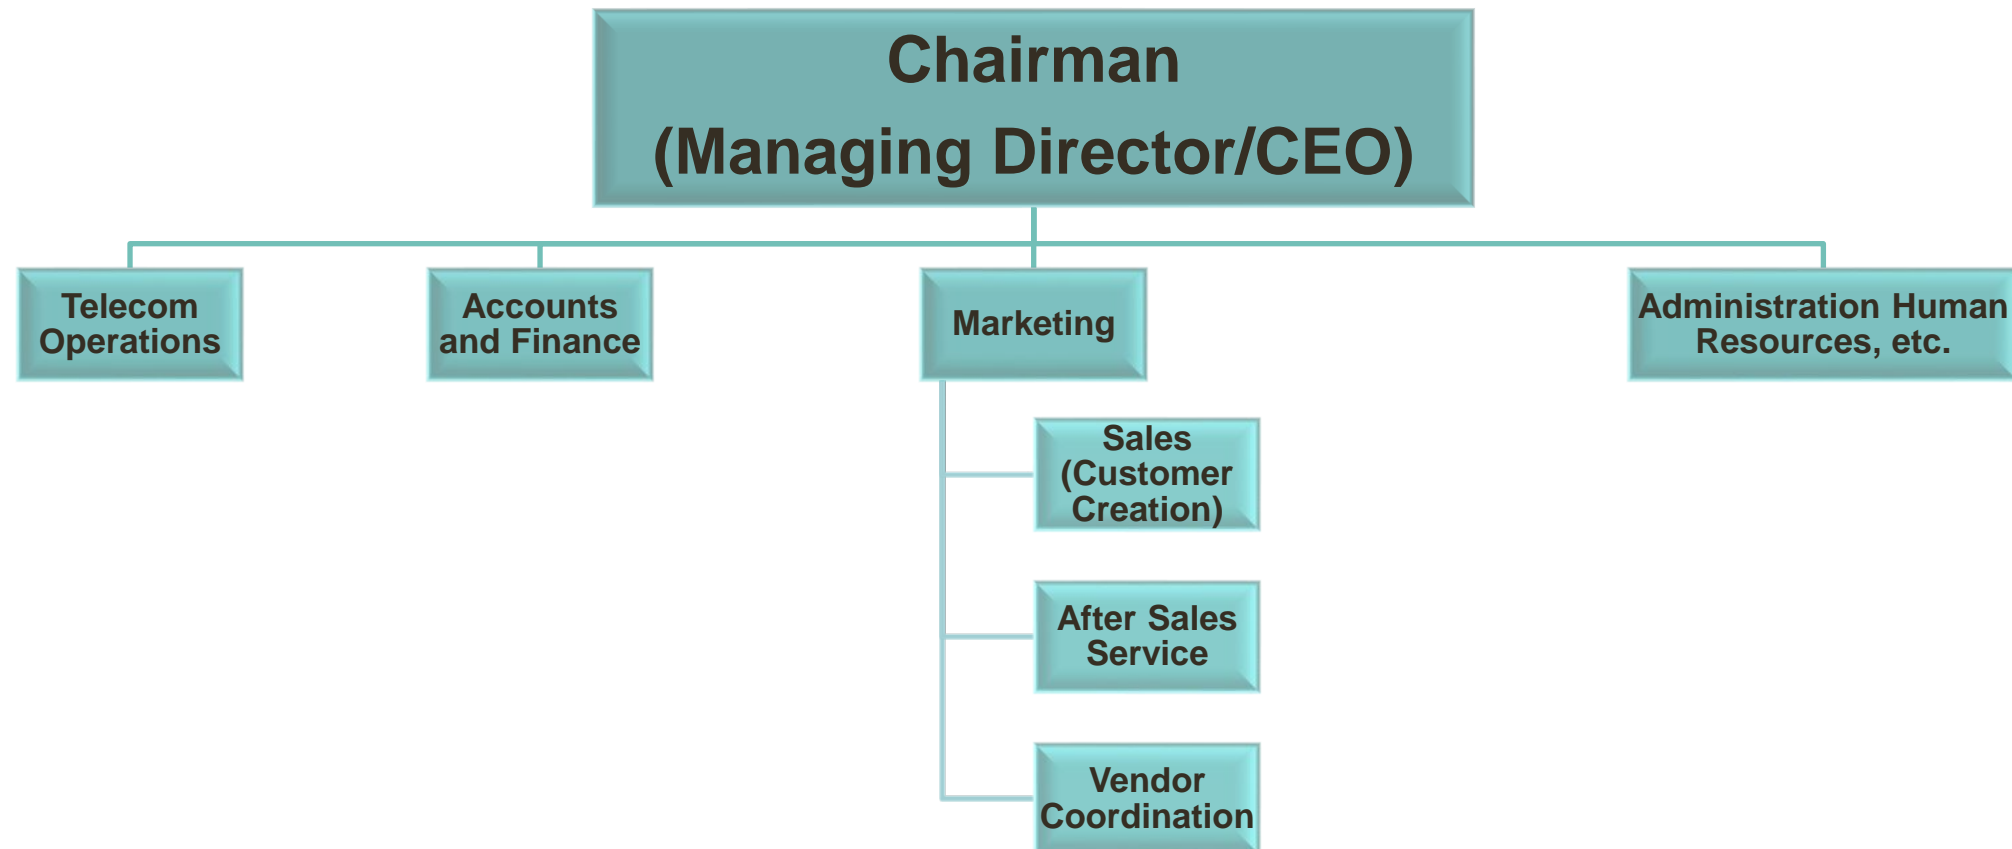 Chairman
(Managing Director/CEO)
Telecom
Operations
Accounts
and Finance
Marketing
Administration Human
Resources, etc.
Sales
(Customer
Creation)
After Sales
Service
Vendor
Coordination